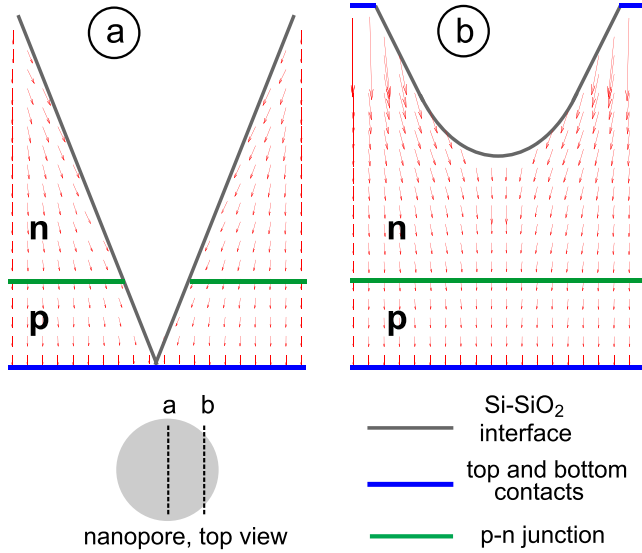 a
b
n
n
p
p
a b
nanopore, top view
Si-SiO₂
interface
top and bottom
contacts
p-n junction